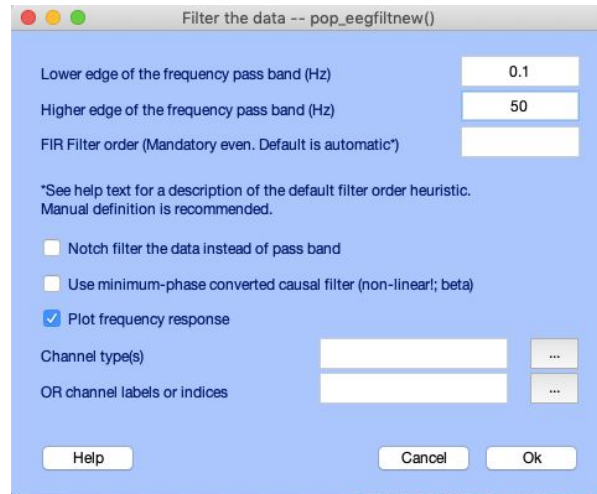 Filter the data -- pop_eegfiltnew()
Lower edge of the frequency pass band (Hz) 0.1
Higher edge of the frequency pass band (Hz) 50
FIR Filter order (Mandatory even. Default is automatic*)
*See help text for a description of the default filter order heuristic.
Manual definition is recommended.
Notch filter the data instead of pass band
Use minimum-phase converted causal filter (non-linear!; beta)
Plot frequency response
Channel type(s) ...
OR channel labels or indices ...
Help Cancel Ok